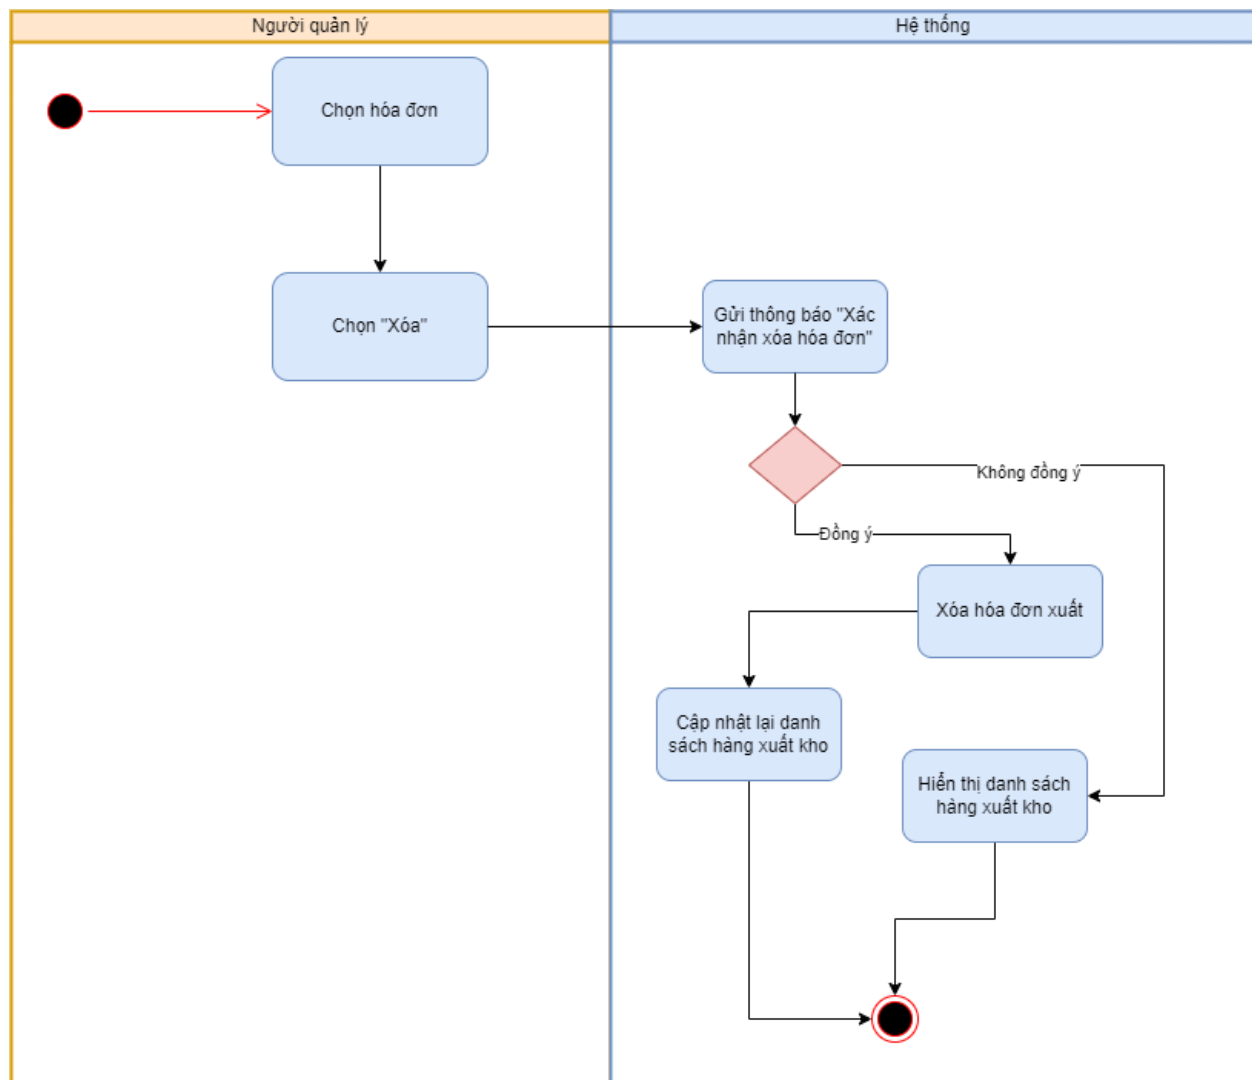 Người quản lý
Hệ thống
Chọn hóa đơn
Chọn "Xóa"
Gửi thông báo "Xác
nhận xóa hóa đơn"
Không đồng ý
Đồng ý
Xóa hóa đơn xuất
Cập nhật lại danh
sách hàng xuất kho
Hiển thị danh sách
hàng xuất kho